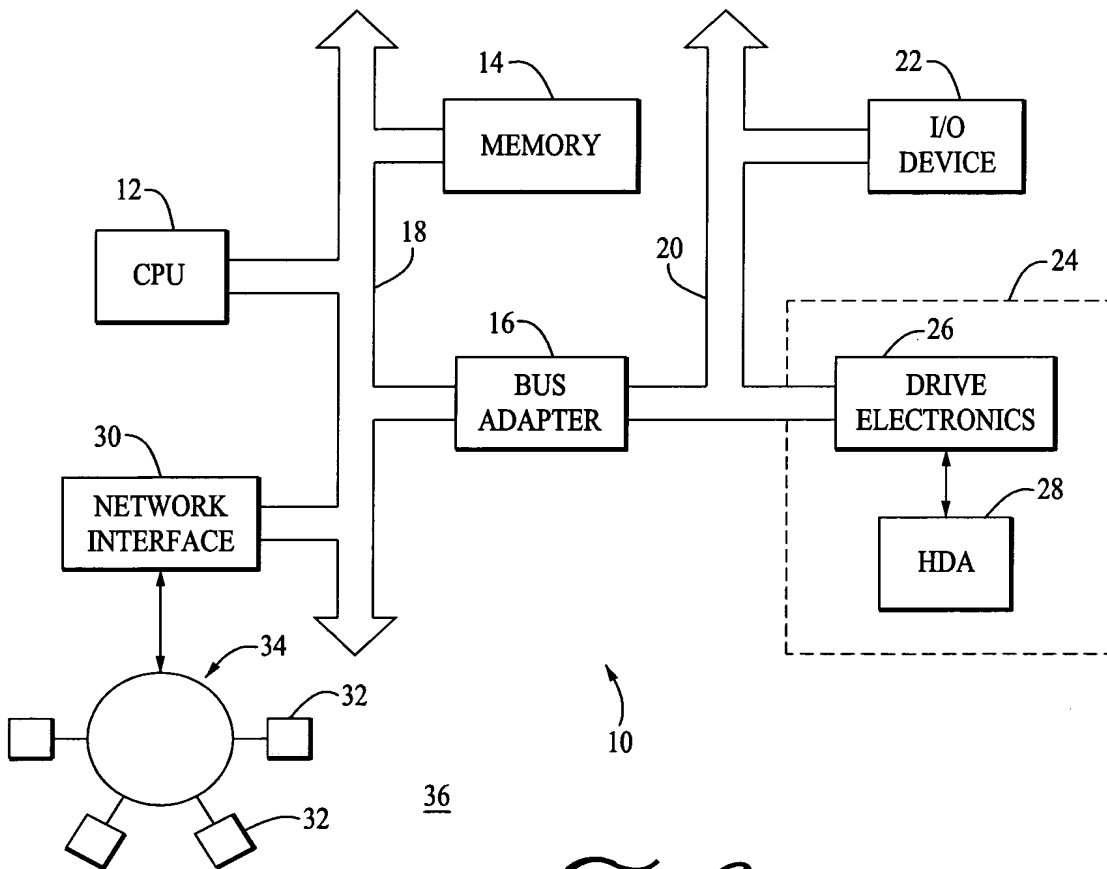 14
MEMORY
22
I/O
DEVICE
12
CPU
18
20
24
16
BUS
ADAPTER
26
DRIVE
ELECTRONICS
30
NETWORK
INTERFACE
28
HDA
34
32
10
32
36